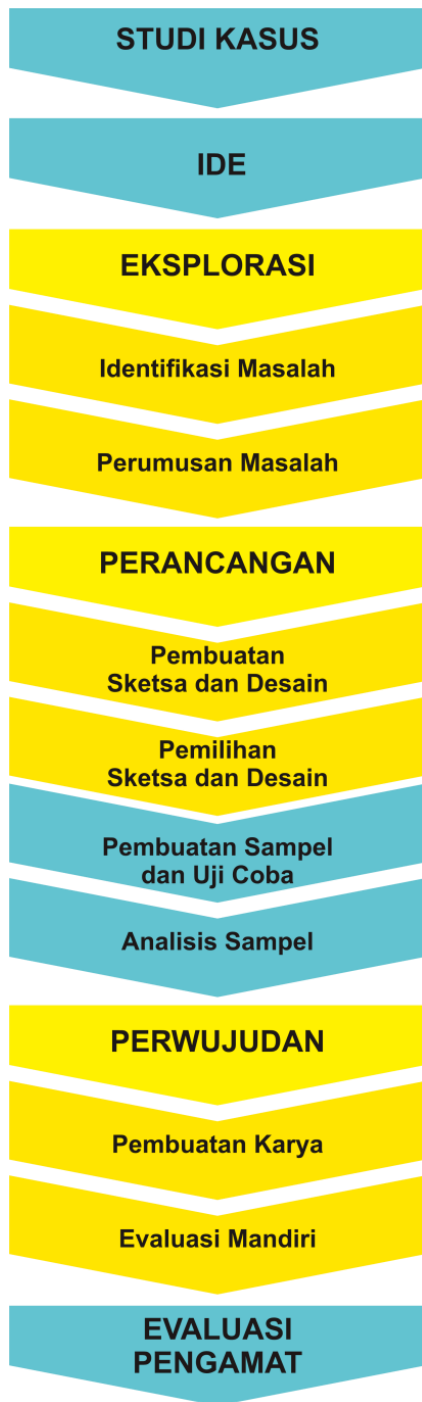 STUDI KASUS
IDE
EKSPLORASI
Identifikasi Masalah
Perumusan Masalah
PERANCANGAN
Pembuatan
Sketsa dan Desain
Pemilihan
Sketsa dan Desain
Pembuatan Sampel
dan Uji Coba
Analisis Sampel
PERWUJUDAN
Pembuatan Karya
Evaluasi Mandiri
EVALUASI
PENGAMAT